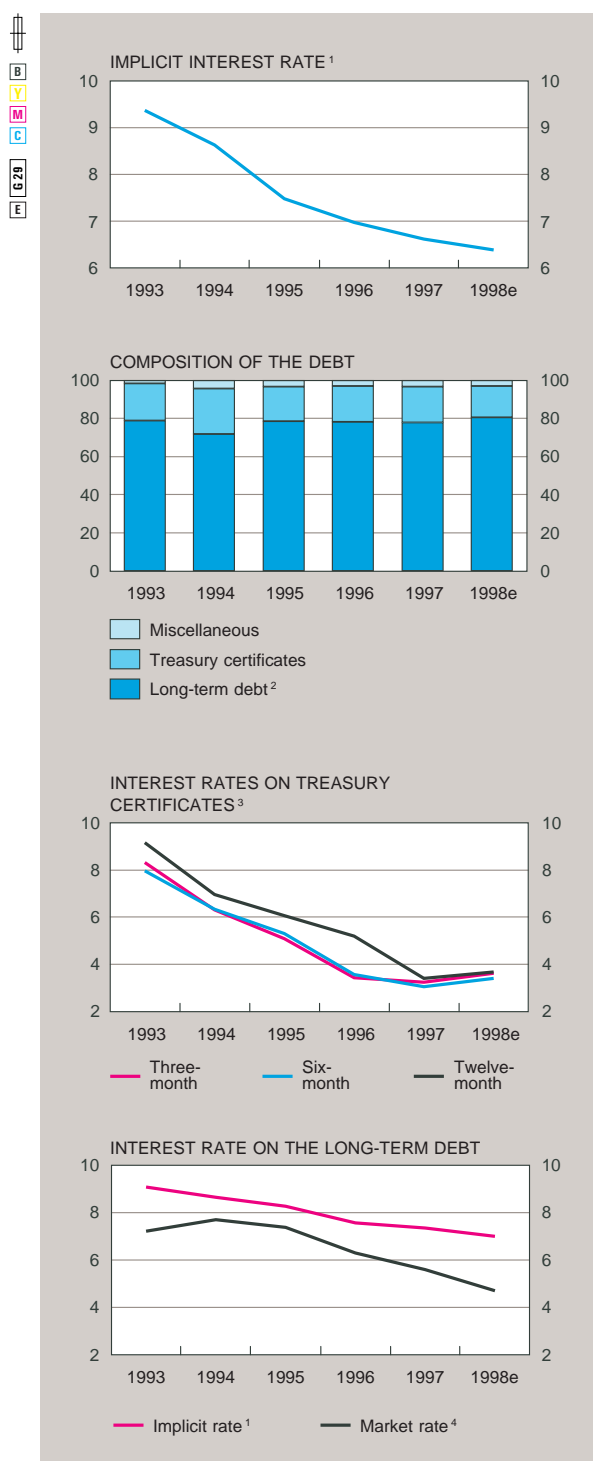 B
Y
M
C
G 29
E
IMPLICIT INTEREST RATE 1
10 10
9 9
8 8
7 7
6 6
1993 1994 1995 1996 1997 1998e
COMPOSITION OF THE DEBT
100 100
80 80
60 60
40 40
20 20
0 0
1993 1994 1995 1996 1997 1998e
Miscellaneous
Treasury certificates
Long-term debt 2
INTEREST RATES ON TREASURY
CERTIFICATES 3
10 10
8 8
6 6
4 4
2 2
1993 1994 1995 1996 1997 1998e
Three- Six- Twelve-
month month month
INTEREST RATE ON THE LONG-TERM DEBT
10 10
8 8
6 6
4 4
2 2
1993 1994 1995 1996 1997 1998e
Implicit rate 1 Market rate 4